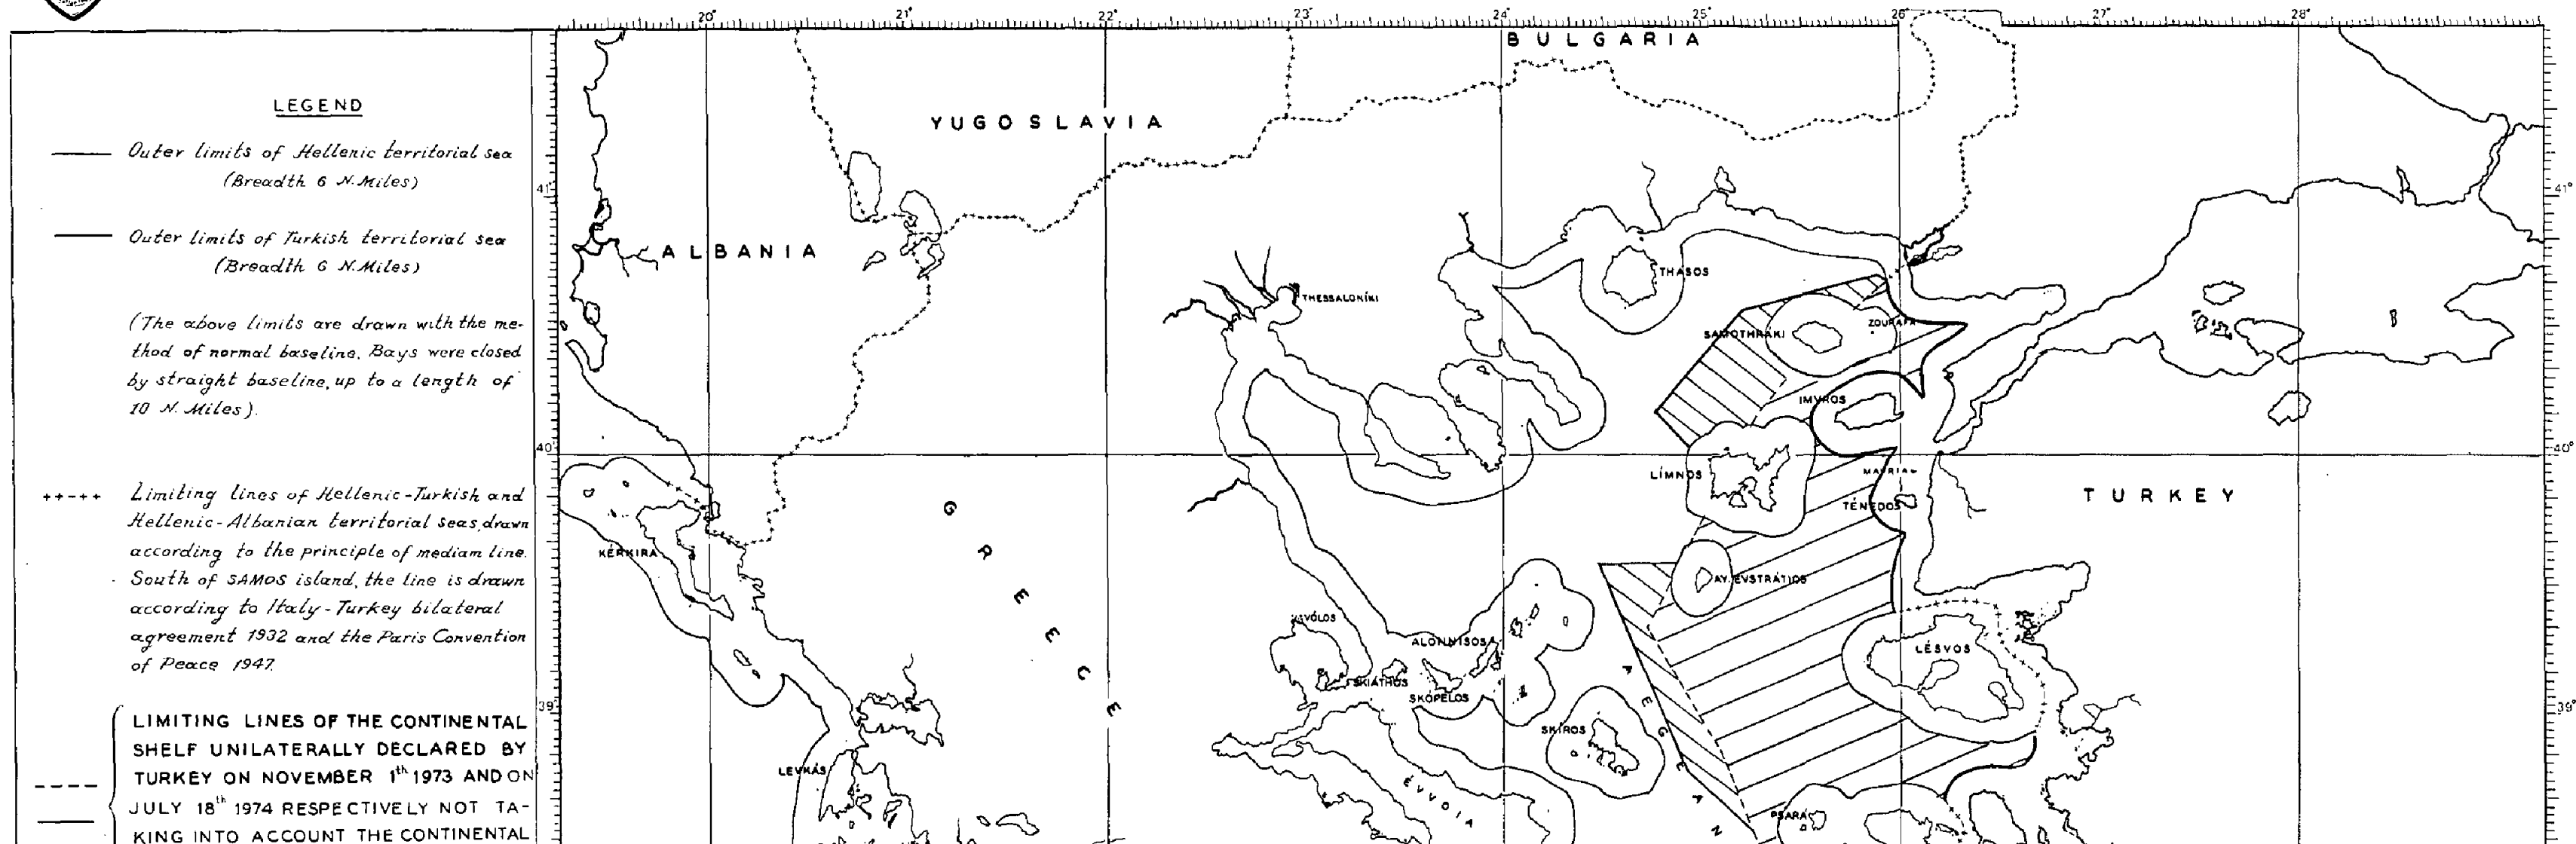 20° 21° 22° 23° 24° 25° 26° 27° 28°
LEGEND
Outer limits of Hellenic territorial sea
(Breadth 6 N.Miles)
Outer limits of Turkish territorial sea
(Breadth 6 N.Miles)
(The above limits are drawn with the me-
thod of normal baseline. Bays were closed
by straight baseline, up to a length of
10 N. Miles).
Limiting lines of Hellenic-Turkish and
Hellenic-Albanian territorial seas, drawn
according to the principle of mediam line.
South of SAMOS island, the line is drawn
according to Italy-Turkey bilateral
agreement 1932 and the Paris Convention
of Peace 1947.
LIMITING LINES OF THE CONTINENTAL
SHELF UNILATERALLY DECLARED BY
TURKEY ON NOVEMBER 1th 1973 AND ON
JULY 18th 1974 RESPECTIVELY NOT TA-
KING INTO ACCOUNT THE CONTINENTAL
BULGARIA
YUGOSLAVIA
41°
41°
ALBANIA
THASOS
THESSALONÍKI
SAMOTHRÁKI
ZOURAFA
IMVROS
40°
40°
LÍMNOS
MAVRIA
TURKEY
TÉNEDOS
GREECE
KÉRKIRA
AY. EVSTRÁTIOS
VÓLOS
ALONNISOS
LÉSVOS
SKIATHOS
SKÓPELOS
39°
39°
SKÍROS
AEGEAN
LEVKÁS
ÉVVOIA
PSARÁ